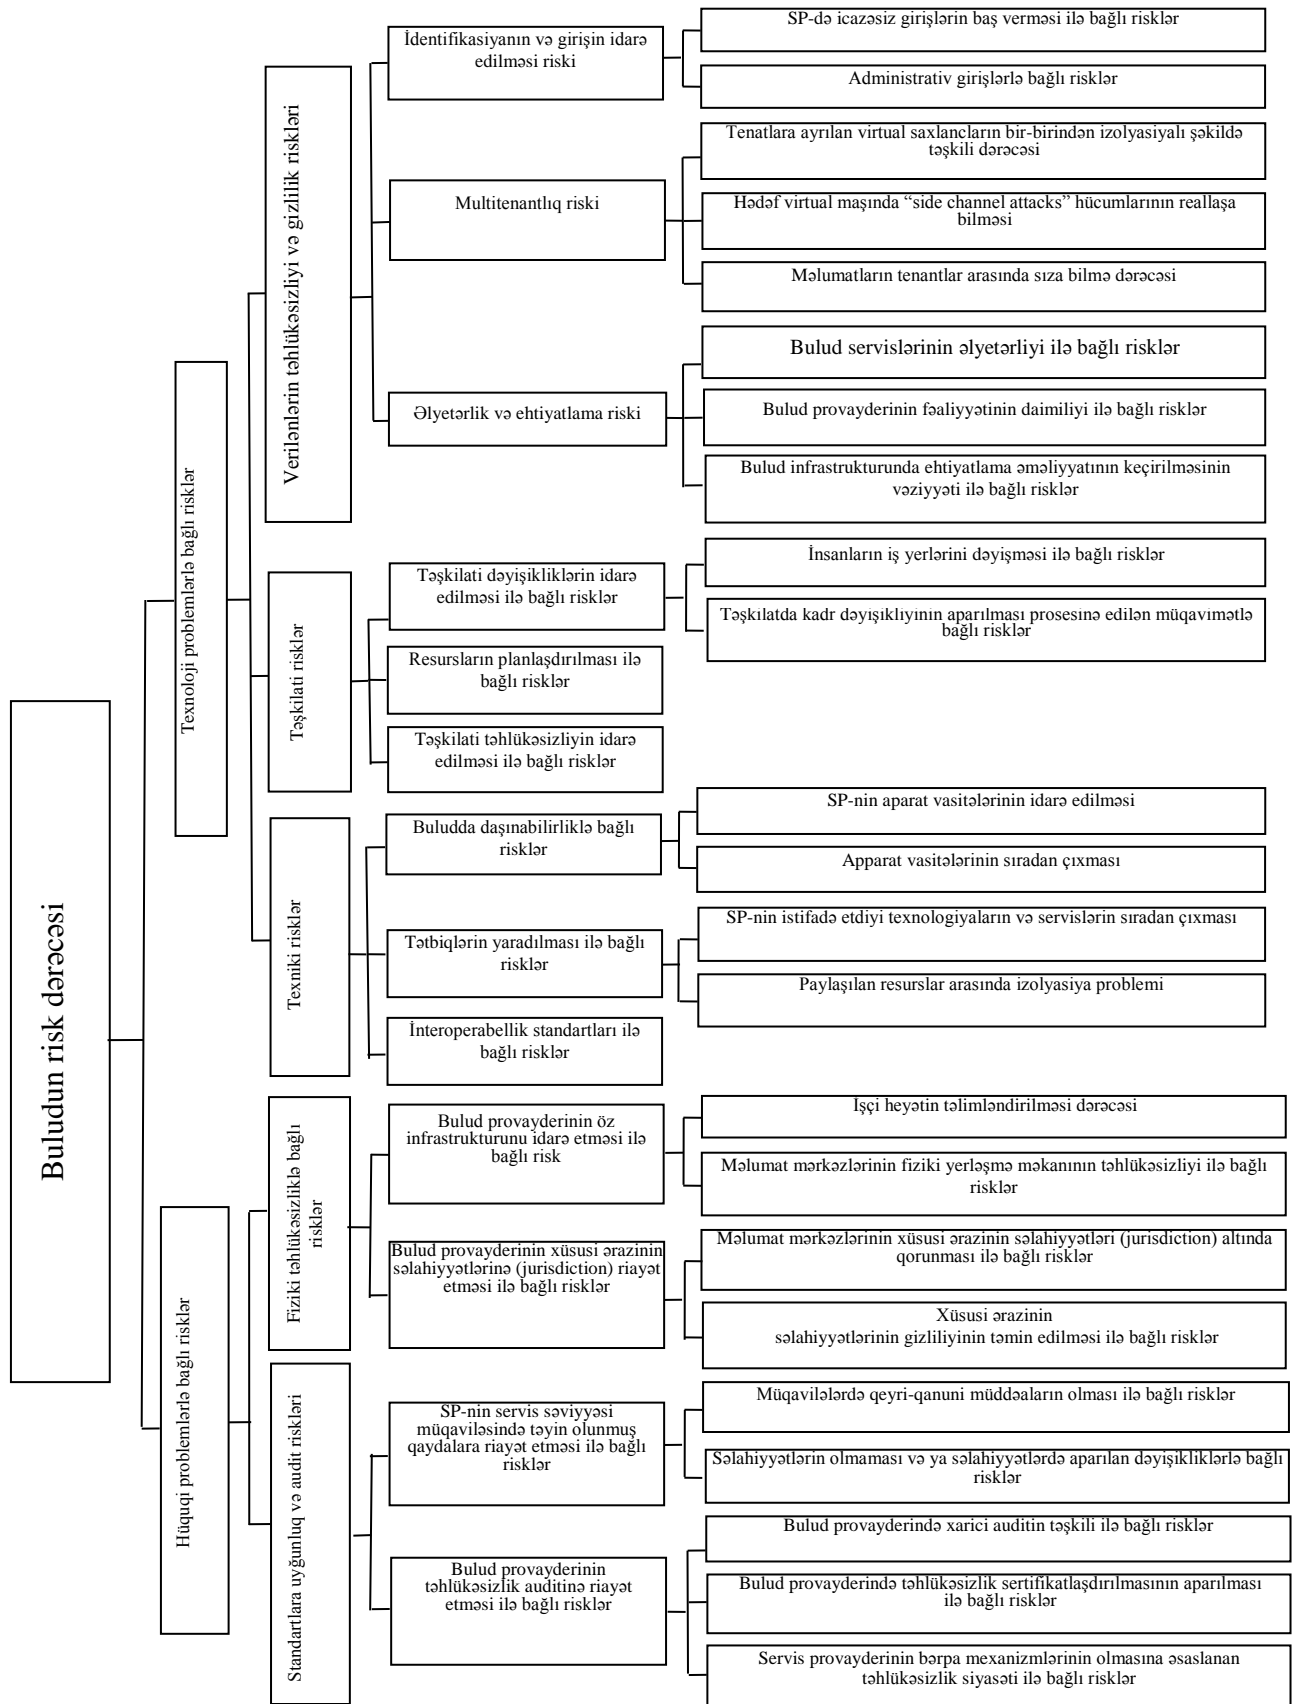 Buludun risk dərəcəsi
Texnoloji problemlərlə bağlı risklər
Verilənlərin təhlükəsizliyi və gizlilik riskləri
İdentifikasiyanın və girişin idarə
edilməsi riski
SP-də icazəsiz girişlərin baş verməsi ilə bağlı risklər
Administrativ girişlərlə bağlı risklər
Multitenantlıq riski
Tenatlara ayrılan virtual saxlancların bir-birindən izolyasiyalı şəkildə
təşkili dərəcəsi
Hədəf virtual maşında “side channel attacks” hücumlarının reallaşa
bilməsi
Məlumatların tenantlar arasında sıza bilmə dərəcəsi
Əlyetərlik və ehtiyatlama riski
Bulud servislərinin əlyetərliyi ilə bağlı risklər
Bulud provayderinin fəaliyyətinin daimiliyi ilə bağlı risklər
Bulud infrastrukturunda ehtiyatlama əməliyyatının keçirilməsinin
vəziyyəti ilə bağlı risklər
Təşkilati risklər
Təşkilati dəyişikliklərin idarə
edilməsi ilə bağlı risklər
İnsanların iş yerlərini dəyişməsi ilə bağlı risklər
Təşkilatda kadr dəyişikliyinin aparılması prosesinə edilən müqavimətlə
bağlı risklər
Resursların planlaşdırılması ilə
bağlı risklər
Təşkilati təhlükəsizliyin idarə
edilməsi ilə bağlı risklər
Texniki risklər
Buludda daşınabilirliklə bağlı
risklər
SP-nin aparat vasitələrinin idarə edilməsi
Apparat vasitələrinin sıradan çıxması
Tətbiqlərin yaradılması ilə bağlı
risklər
SP-nin istifadə etdiyi texnologiyaların və servislərin sıradan çıxması
Paylaşılan resurslar arasında izolyasiya problemi
İnteroperabellik standartları ilə
bağlı risklər
Hüquqi problemlərlə bağlı risklər
Fiziki təhlükəsizliklə bağlı
risklər
Bulud provayderinin öz
infrastrukturunu idarə etməsi ilə
bağlı risk
İşçi heyətin təlimləndirilməsi dərəcəsi
Məlumat mərkəzlərinin fiziki yerləşmə məkanının təhlükəsizliyi ilə bağlı
risklər
Bulud provayderinin xüsusi ərazinin
səlahiyyətlərinə (jurisdiction) riayət
etməsi ilə bağlı risklər
Məlumat mərkəzlərinin xüsusi ərazinin səlahiyyətləri (jurisdiction) altında
qorunması ilə bağlı risklər
Xüsusi ərazinin
səlahiyyətlərinin gizliliyinin təmin edilməsi ilə bağlı risklər
Standartlara uyğunluq və audit riskləri
SP-nin servis səviyyəsi
müqaviləsində təyin olunmuş
qaydalara riayət etməsi ilə bağlı
risklər
Müqavilələrdə qeyri-qanuni müddəaların olması ilə bağlı risklər
Səlahiyyətlərin olmaması və ya səlahiyyətlərdə aparılan dəyişikliklərlə bağlı
risklər
Bulud provayderinin
təhlükəsizlik auditinə riayət
etməsi ilə bağlı risklər
Bulud provayderində xarici auditin təşkili ilə bağlı risklər
Bulud provayderində təhlükəsizlik sertifikatlaşdırılmasının aparılması
ilə bağlı risklər
Servis provayderinin bərpa mexanizmlərinin olmasına əsaslanan
təhlükəsizlik siyasəti ilə bağlı risklər